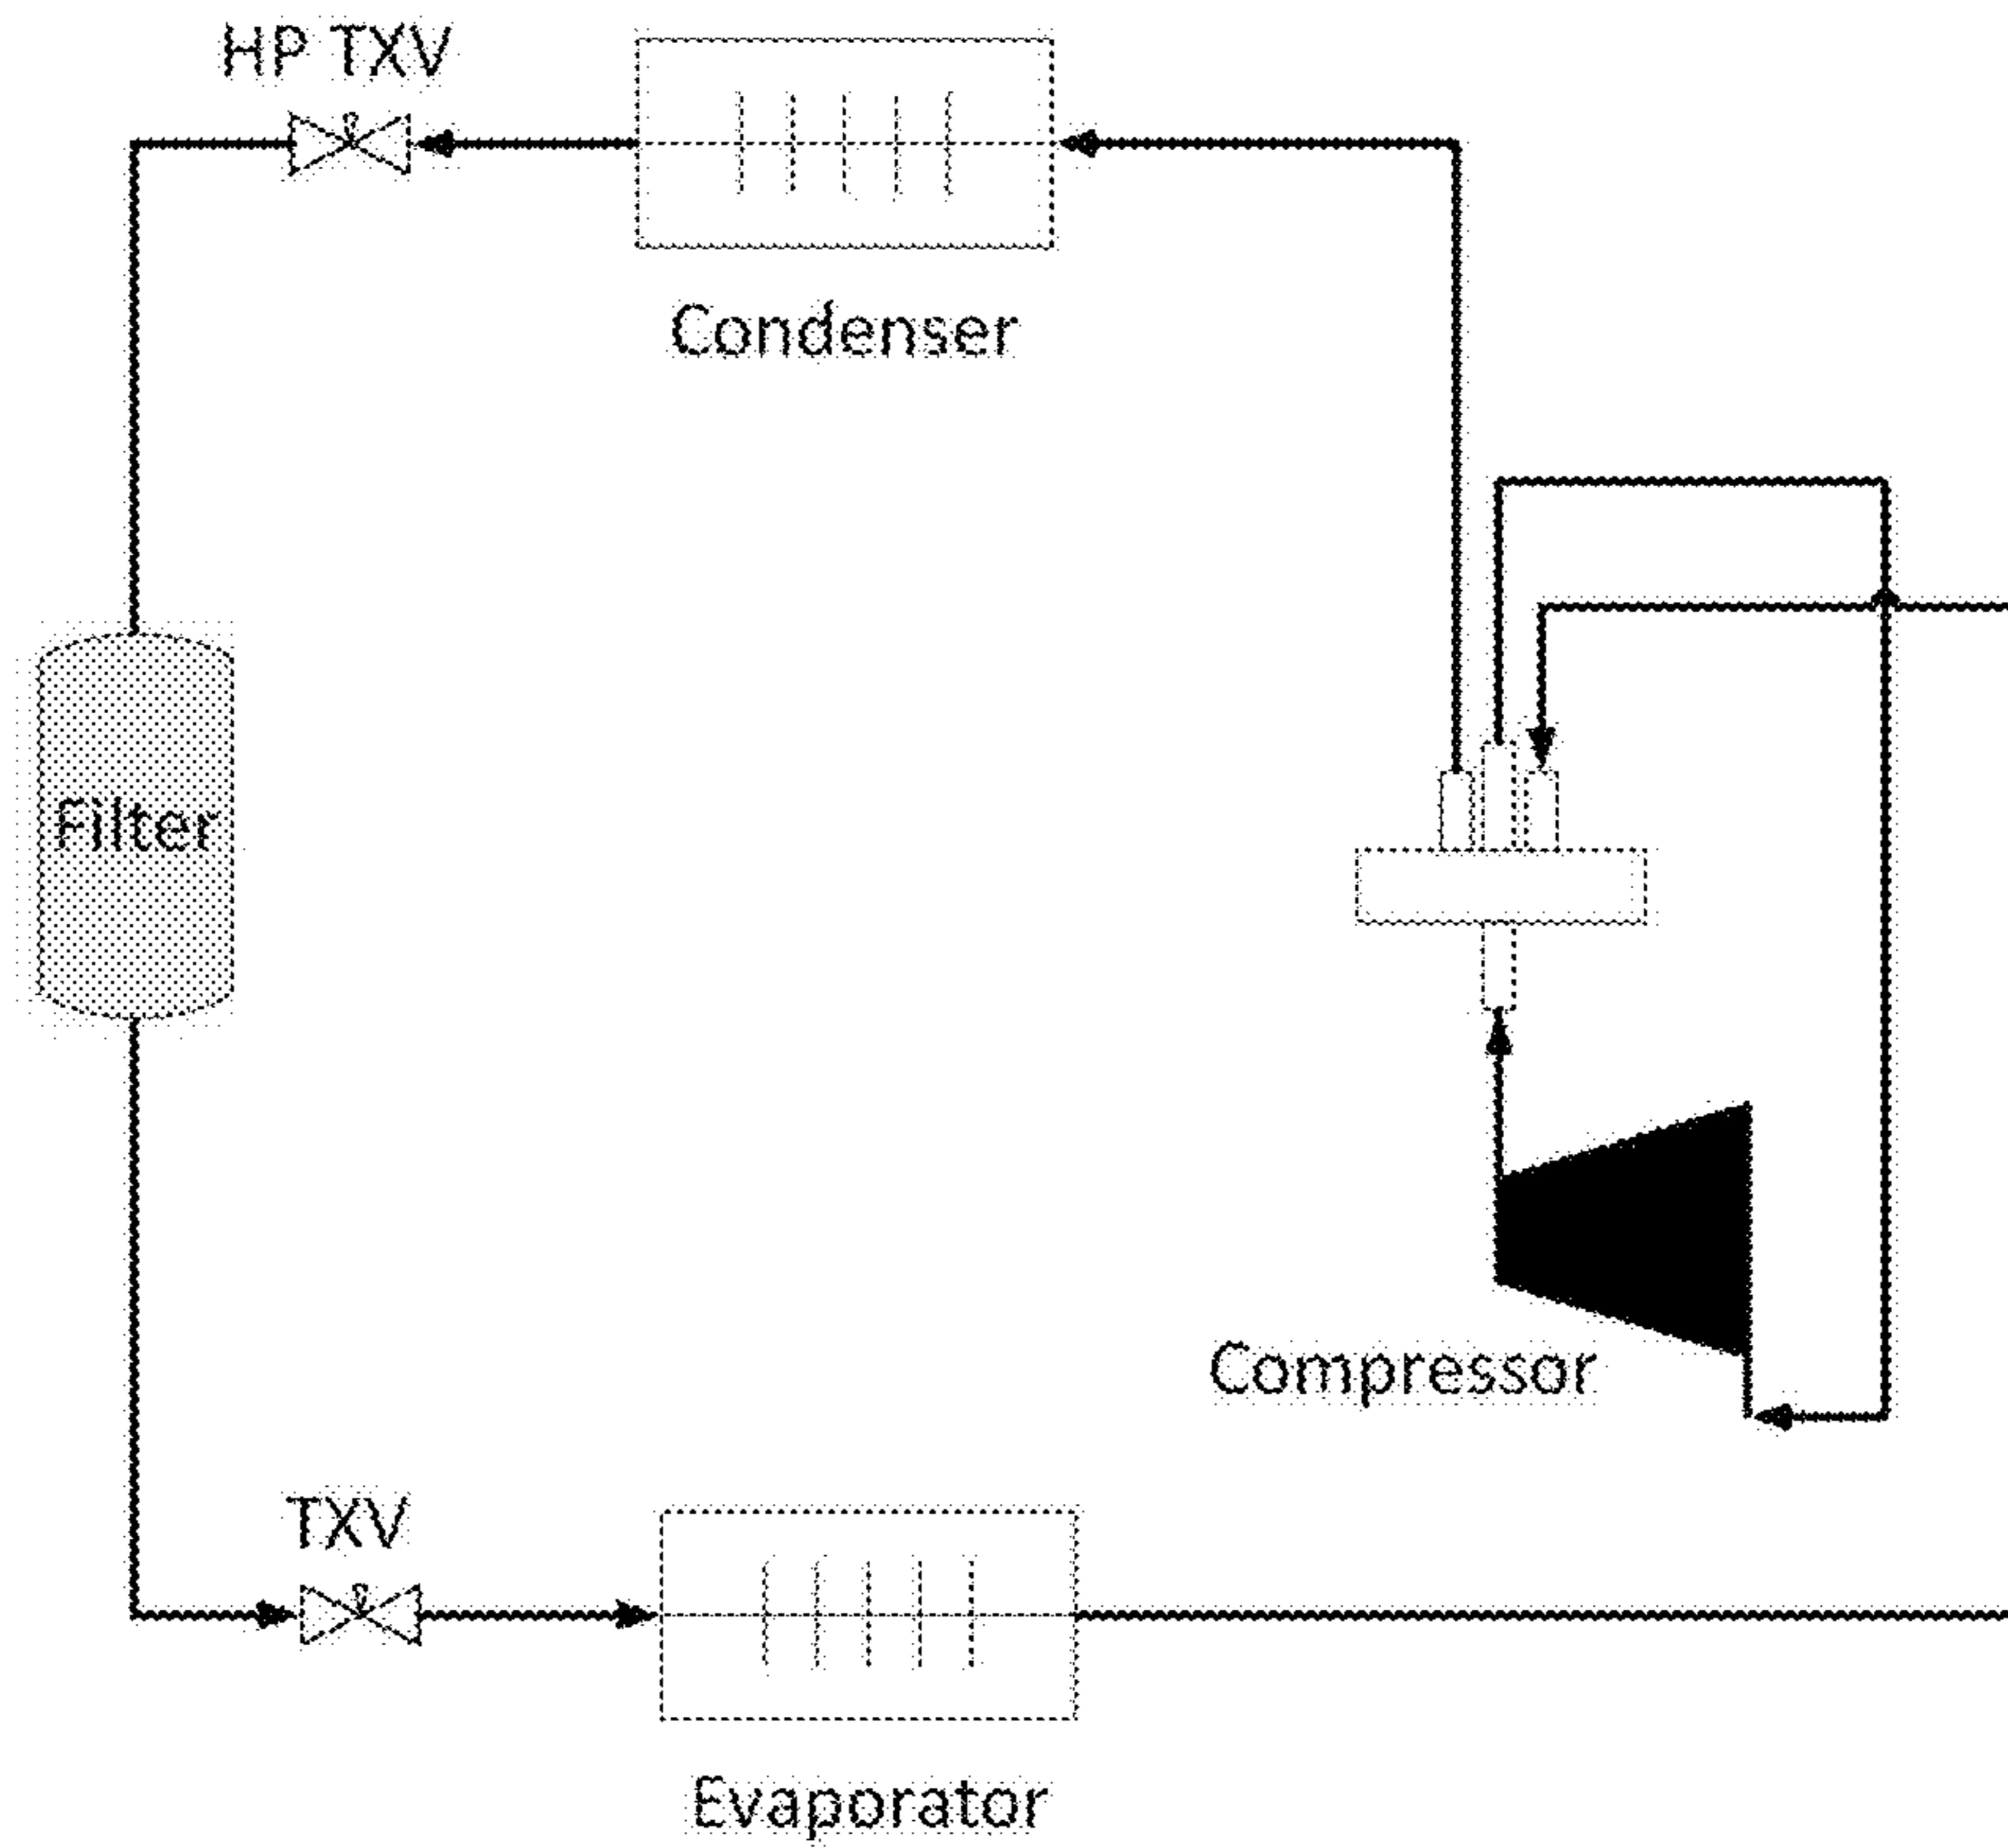 HP TXV
Condenser
Filter
Compressor
TXV
Evaporator